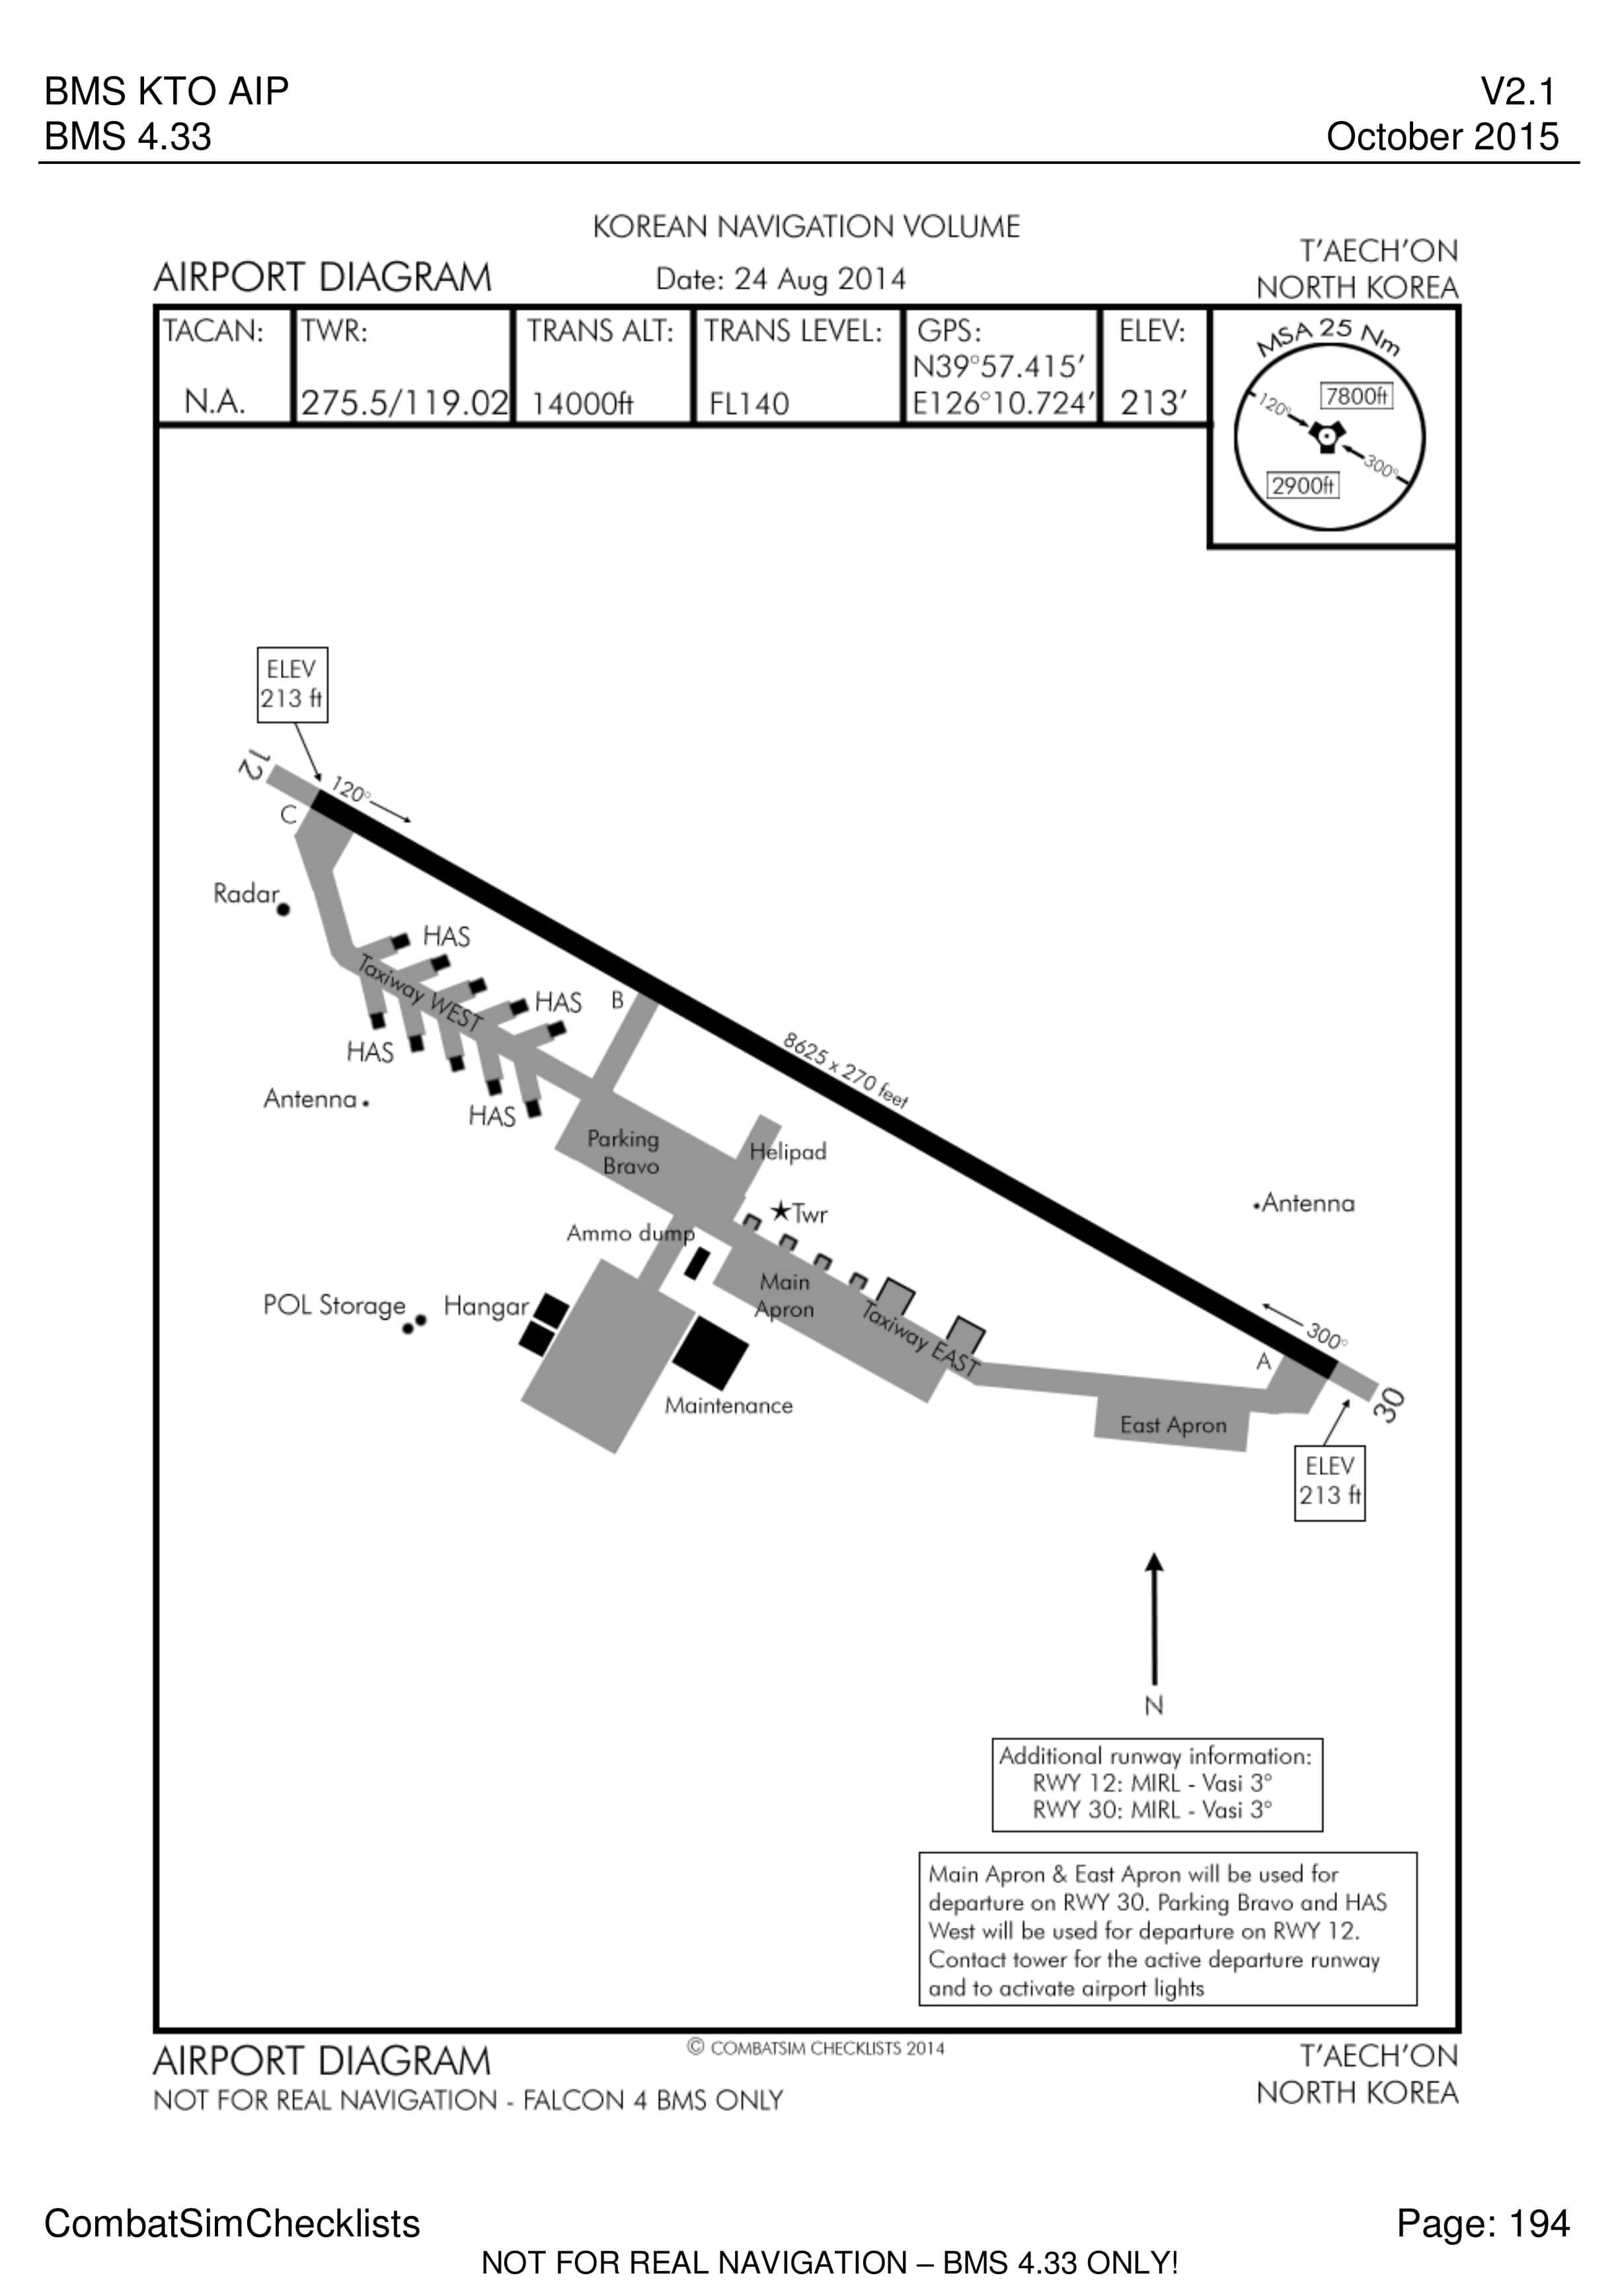 BMS KTO AIP
V2.1
BMS 4.33
October 2015
KOREAN NAVIGATION VOLUME
T'AECH'ON
AIRPORT DIAGRAM
Date: 24 Aug 2014
NORTH KOREA
TACAN:
TWR:
TRANS ALT:
TRANS LEVEL:
GPS:
ELEV:
N39°57.415'
N.A.
275.5/119.02
14000ft
FL140
E126°10.724'
213'
MSA 25 Nm
7800ft
120°
300°
2900ft
ELEV
213 ft
12
120°
C
Radar
HAS
Taxiway WEST
HAS
B
HAS
8625 x 270 feet
Antenna
HAS
Parking
Bravo
Helipad
Antenna
Twr
Ammo dump
Main
Apron
POL Storage
Hangar
Taxiway EAST
300°
A
Maintenance
30
East Apron
ELEV
213 ft
N
Additional runway information:
RWY 12: MIRL - Vasi 3°
RWY 30: MIRL - Vasi 3°
Main Apron & East Apron will be used for
departure on RWY 30. Parking Bravo and HAS
West will be used for departure on RWY 12.
Contact tower for the active departure runway
and to activate airport lights
AIRPORT DIAGRAM
© COMBATSIM CHECKLISTS 2014
T'AECH'ON
NOT FOR REAL NAVIGATION - FALCON 4 BMS ONLY
NORTH KOREA
CombatSimChecklists
Page: 194
NOT FOR REAL NAVIGATION – BMS 4.33 ONLY!